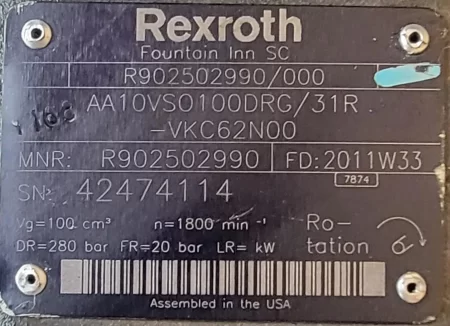 Rexroth
Fountain Inn SC
R902502990/000
AA10VSO100DRG/31R
-VKC62N00
MNR: R902502990 FD: 2011W33
7874
SN: 42474114
Vg=100 cm³ n=1800 min⁻¹ Ro-
DR=280 bar FR=20 bar LR= kW tation
Assembled in the USA